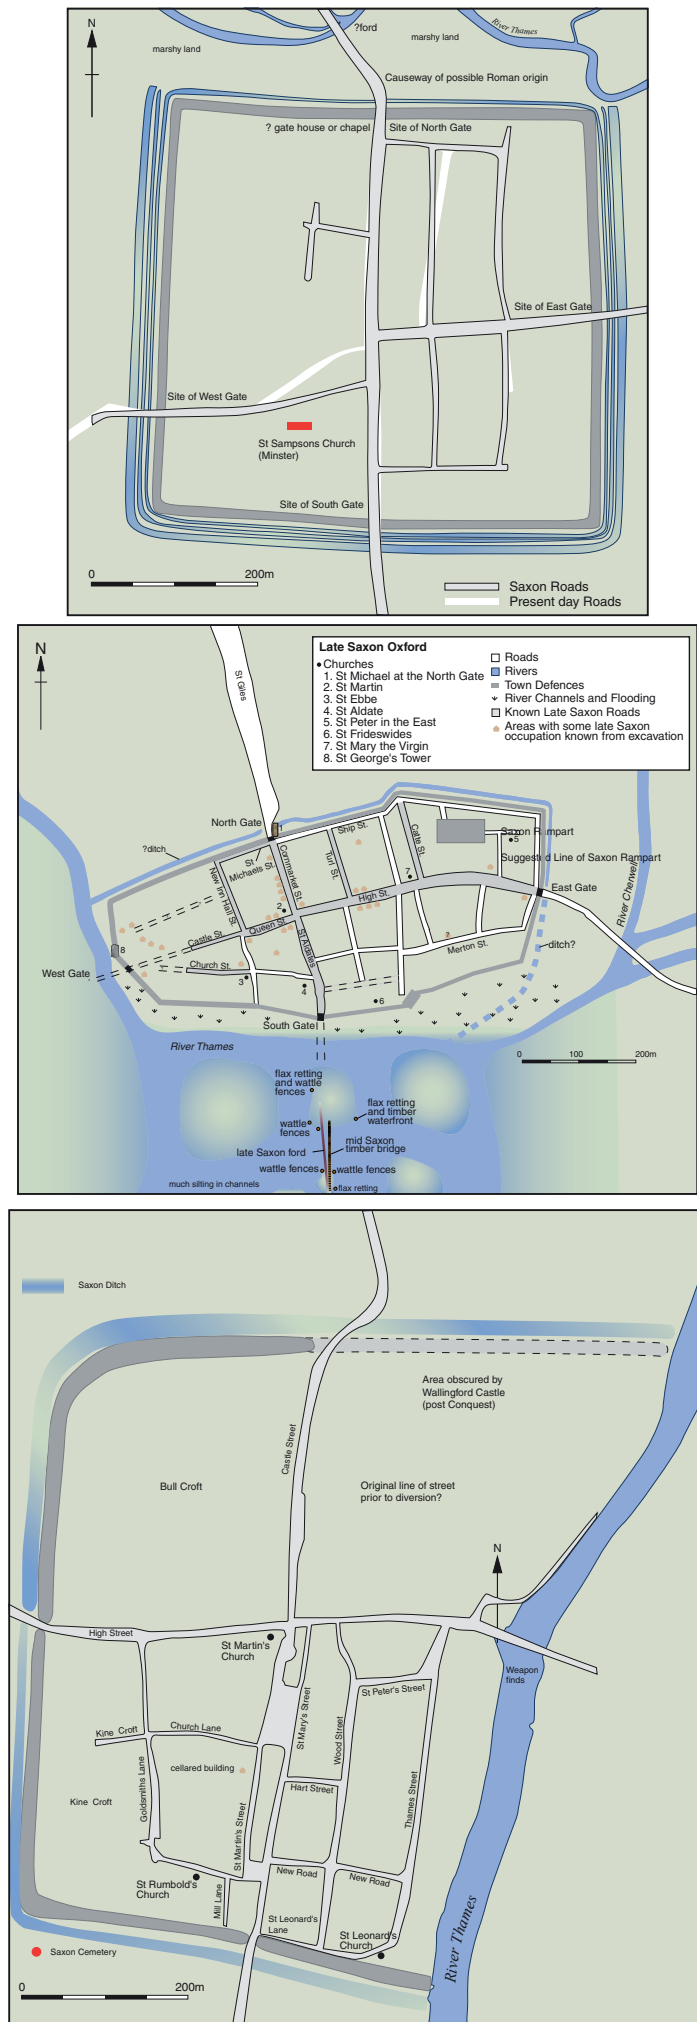 N
?ford
River Thames
marshy land
marshy land
Causeway of possible Roman origin
? gate house or chapel
Site of North Gate
Site of East Gate
Site of West Gate
St Sampsons Church
(Minster)
Site of South Gate
0 200m
Saxon Roads
Present day Roads
N
St Giles
Late Saxon Oxford
Churches
1. St Michael at the North Gate
2. St Martin
3. St Ebbe
4. St Aldate
5. St Peter in the East
6. St Frideswides
7. St Mary the Virgin
8. St George's Tower
Roads
Rivers
Town Defences
River Channels and Flooding
Known Late Saxon Roads
Areas with some late Saxon
occupation known from excavation
North Gate
1
?ditch
Ship St.
Catte St.
Saxon Rampart
5
St
Michaels St.
Turl St.
Cornmarket St.
New Inn Hall St.
Suggested Line of Saxon Rampart
7
East Gate
High St.
2
Queen St.
Castle St.
St Aldates
?
Merton St.
ditch?
River Cherwell
8
West Gate
Church St.
3
4
6
South Gate
River Thames
0 100 200m
flax retting
and wattle
fences
flax retting
and timber
waterfront
wattle
fences
mid Saxon
timber bridge
late Saxon ford
wattle fences
wattle fences
much silting in channels
flax retting
Saxon Ditch
Area obscured by
Wallingford Castle
(post Conquest)
Castle Street
Bull Croft
Original line of street
prior to diversion?
N
High Street
St Martin's
Church
Weapon
finds
St Peter's Street
St Mary's Street
Wood Street
Kine Croft
Church Lane
cellared building
Hart Street
Goldsmiths Lane
Thames Street
Kine Croft
St Martin's Street
New Road
New Road
St Rumbold's
Church
Mill Lane
St Leonard's
Lane
St Leonard's
Church
River Thames
Saxon Cemetery
0 200m